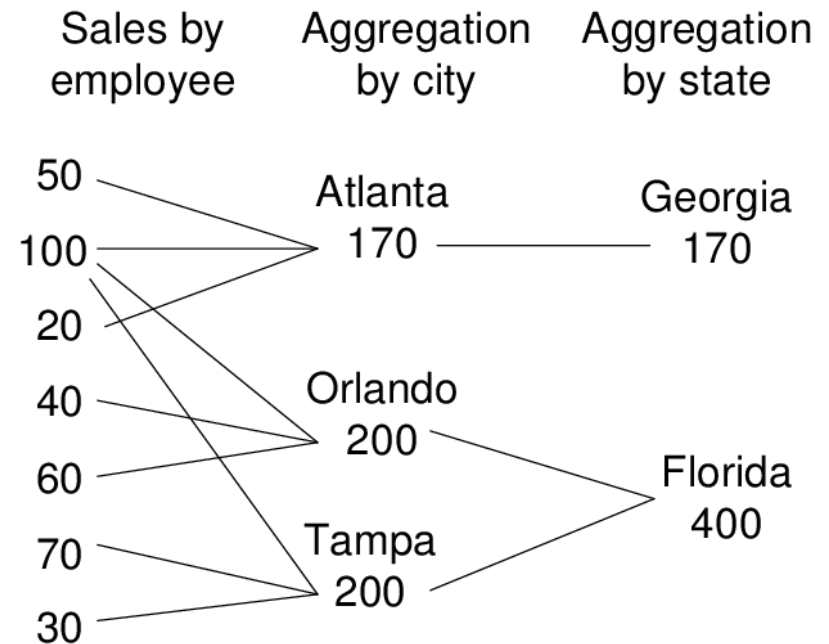 Sales by
employee
Aggregation
by city
Aggregation
by state
50
100
20
40
60
70
30
Atlanta
170
Orlando
200
Tampa
200
Georgia
170
Florida
400